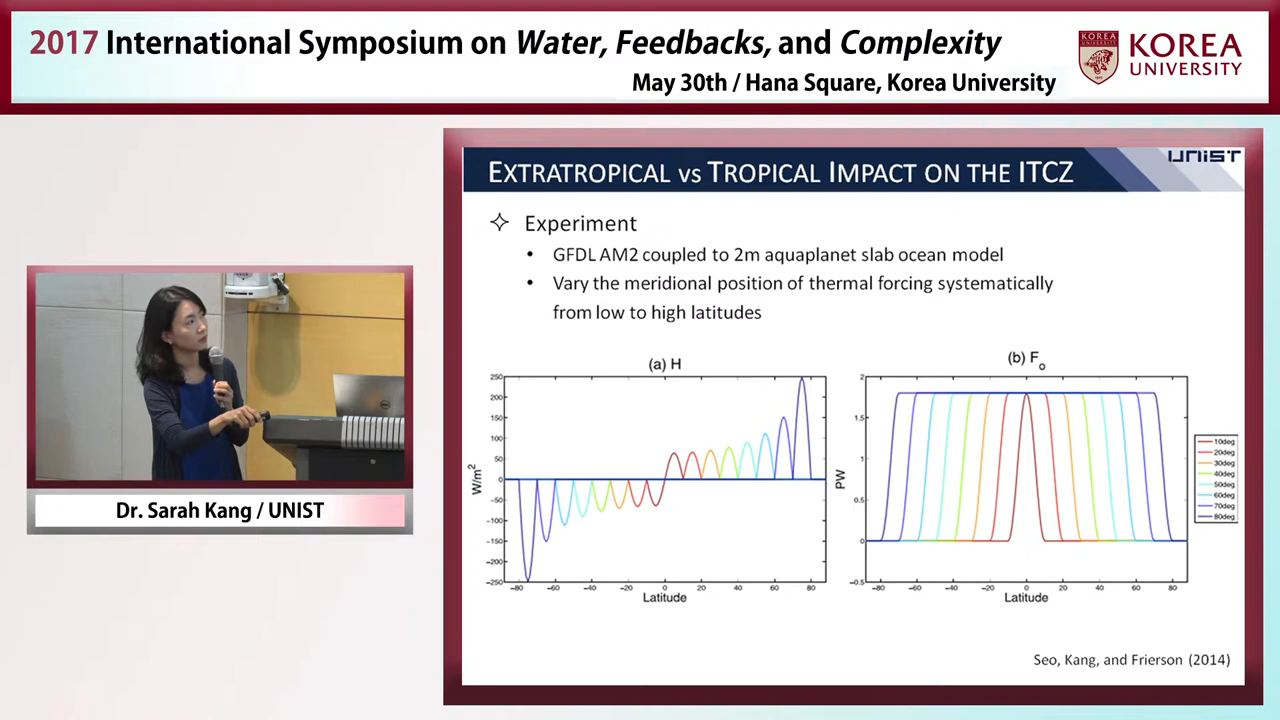 2017 International Symposium on Water, Feedbacks, and Complexity
May 30th / Hana Square, Korea University
KOREA
UNIVERSITY
EXTRATROPICAL VS TROPICAL IMPACT ON THE ITCZ
UNIST
Experiment
• GFDL AM2 coupled to 2m aquaplanet slab ocean model
• Vary the meridional position of thermal forcing systematically
from low to high latitudes
(a) H
250
200
150
100
50
0
−50
−100
−150
−200
−250
W/m²
−80 −60 −40 −20 0 20 40 60 80
Latitude
(b) Fo
2
1.5
1
0.5
0
−0.5
PW
−80 −60 −40 −20 0 20 40 60 80
Latitude
10deg
20deg
30deg
40deg
50deg
60deg
70deg
80deg
Dr. Sarah Kang / UNIST
Seo, Kang, and Frierson (2014)